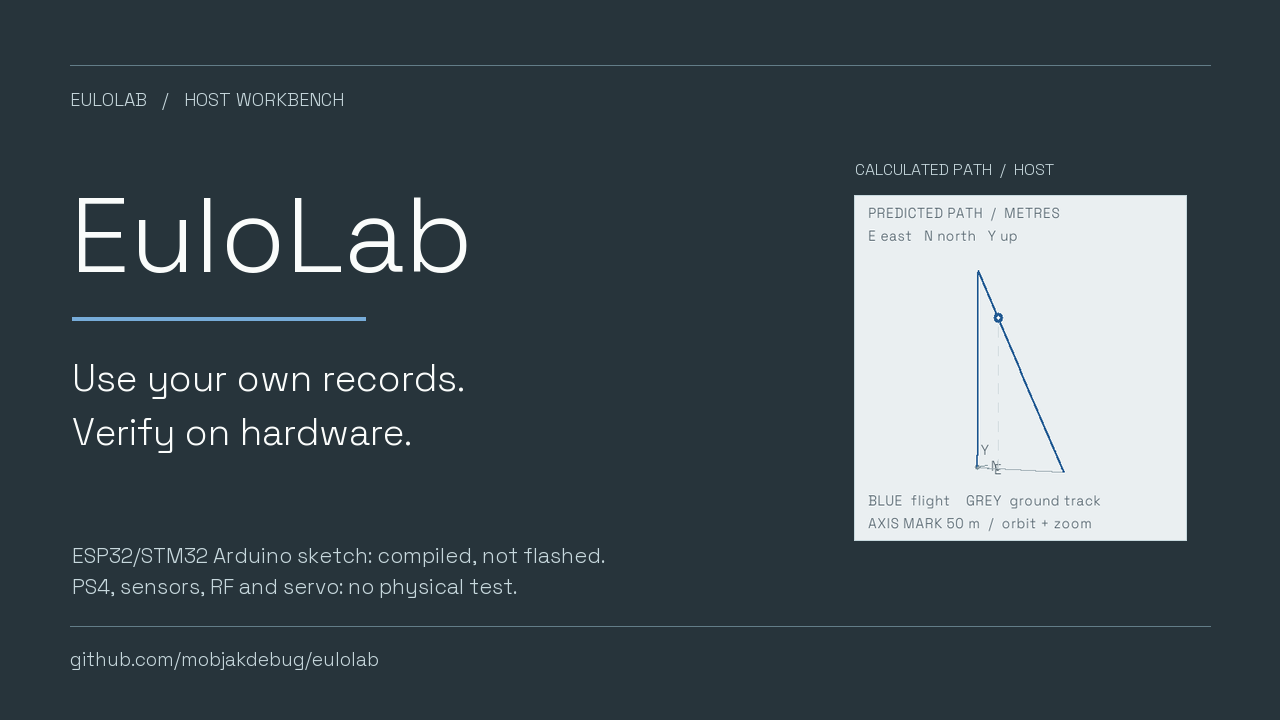 EULOLAB / HOST WORKBENCH
EuloLab
Use your own records.
Verify on hardware.
ESP32/STM32 Arduino sketch: compiled, not flashed.
PS4, sensors, RF and servo: no physical test.
github.com/mobjakdebug/eulolab
CALCULATED PATH / HOST
PREDICTED PATH / METRES
E east N north Y up
Y
N
E
BLUE flight GREY ground track
AXIS MARK 50 m / orbit + zoom